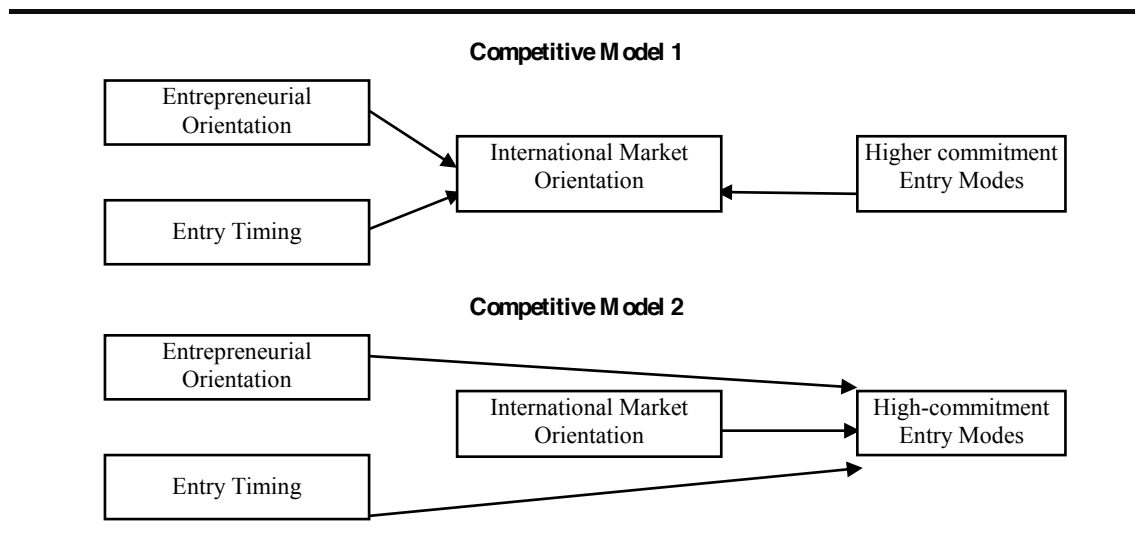 Competitive Model 1
Entrepreneurial
Orientation
International Market
Orientation
Higher commitment
Entry Modes
Entry Timing
Competitive Model 2
Entrepreneurial
Orientation
International Market
Orientation
High-commitment
Entry Modes
Entry Timing